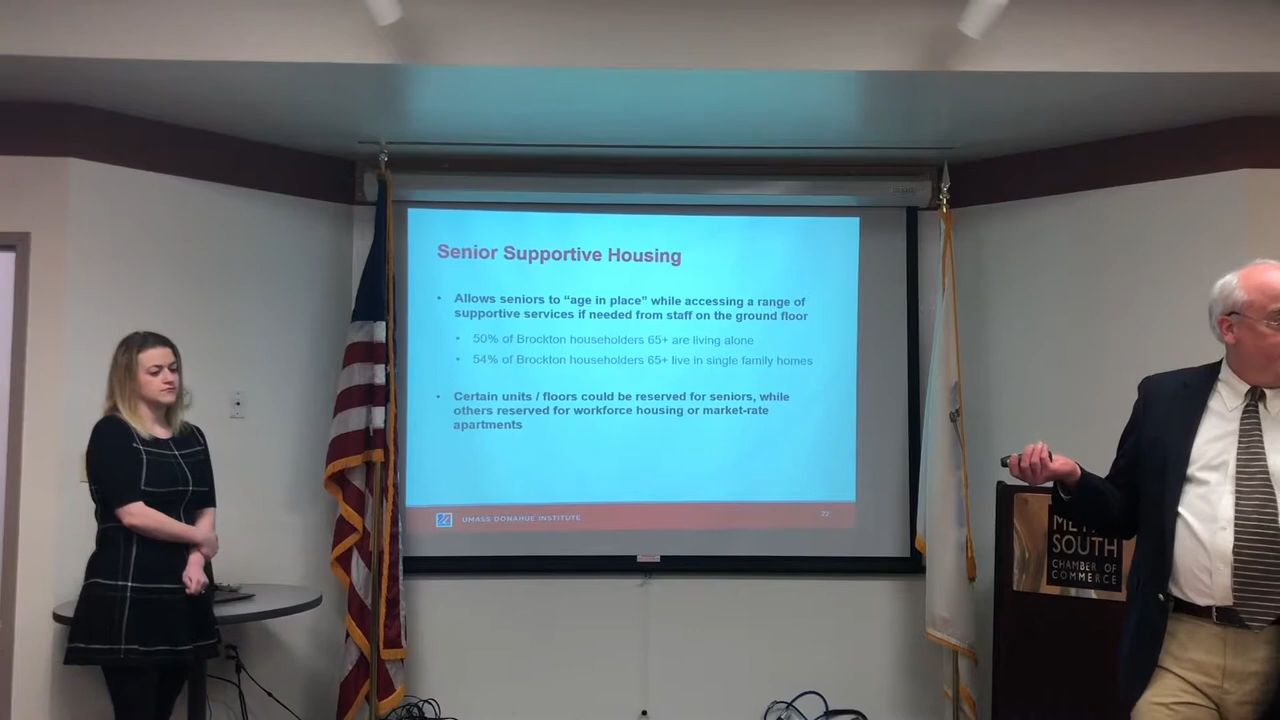 Senior Supportive Housing
• Allows seniors to “age in place” while accessing a range of
supportive services if needed from staff on the ground floor
• 50% of Brockton householders 65+ are living alone
• 54% of Brockton householders 65+ live in single family homes
• Certain units / floors could be reserved for seniors, while
others reserved for workforce housing or market-rate
apartments
UMASS DONAHUE INSTITUTE
22
SOUTH
CHAMBER OF
COMMERCE